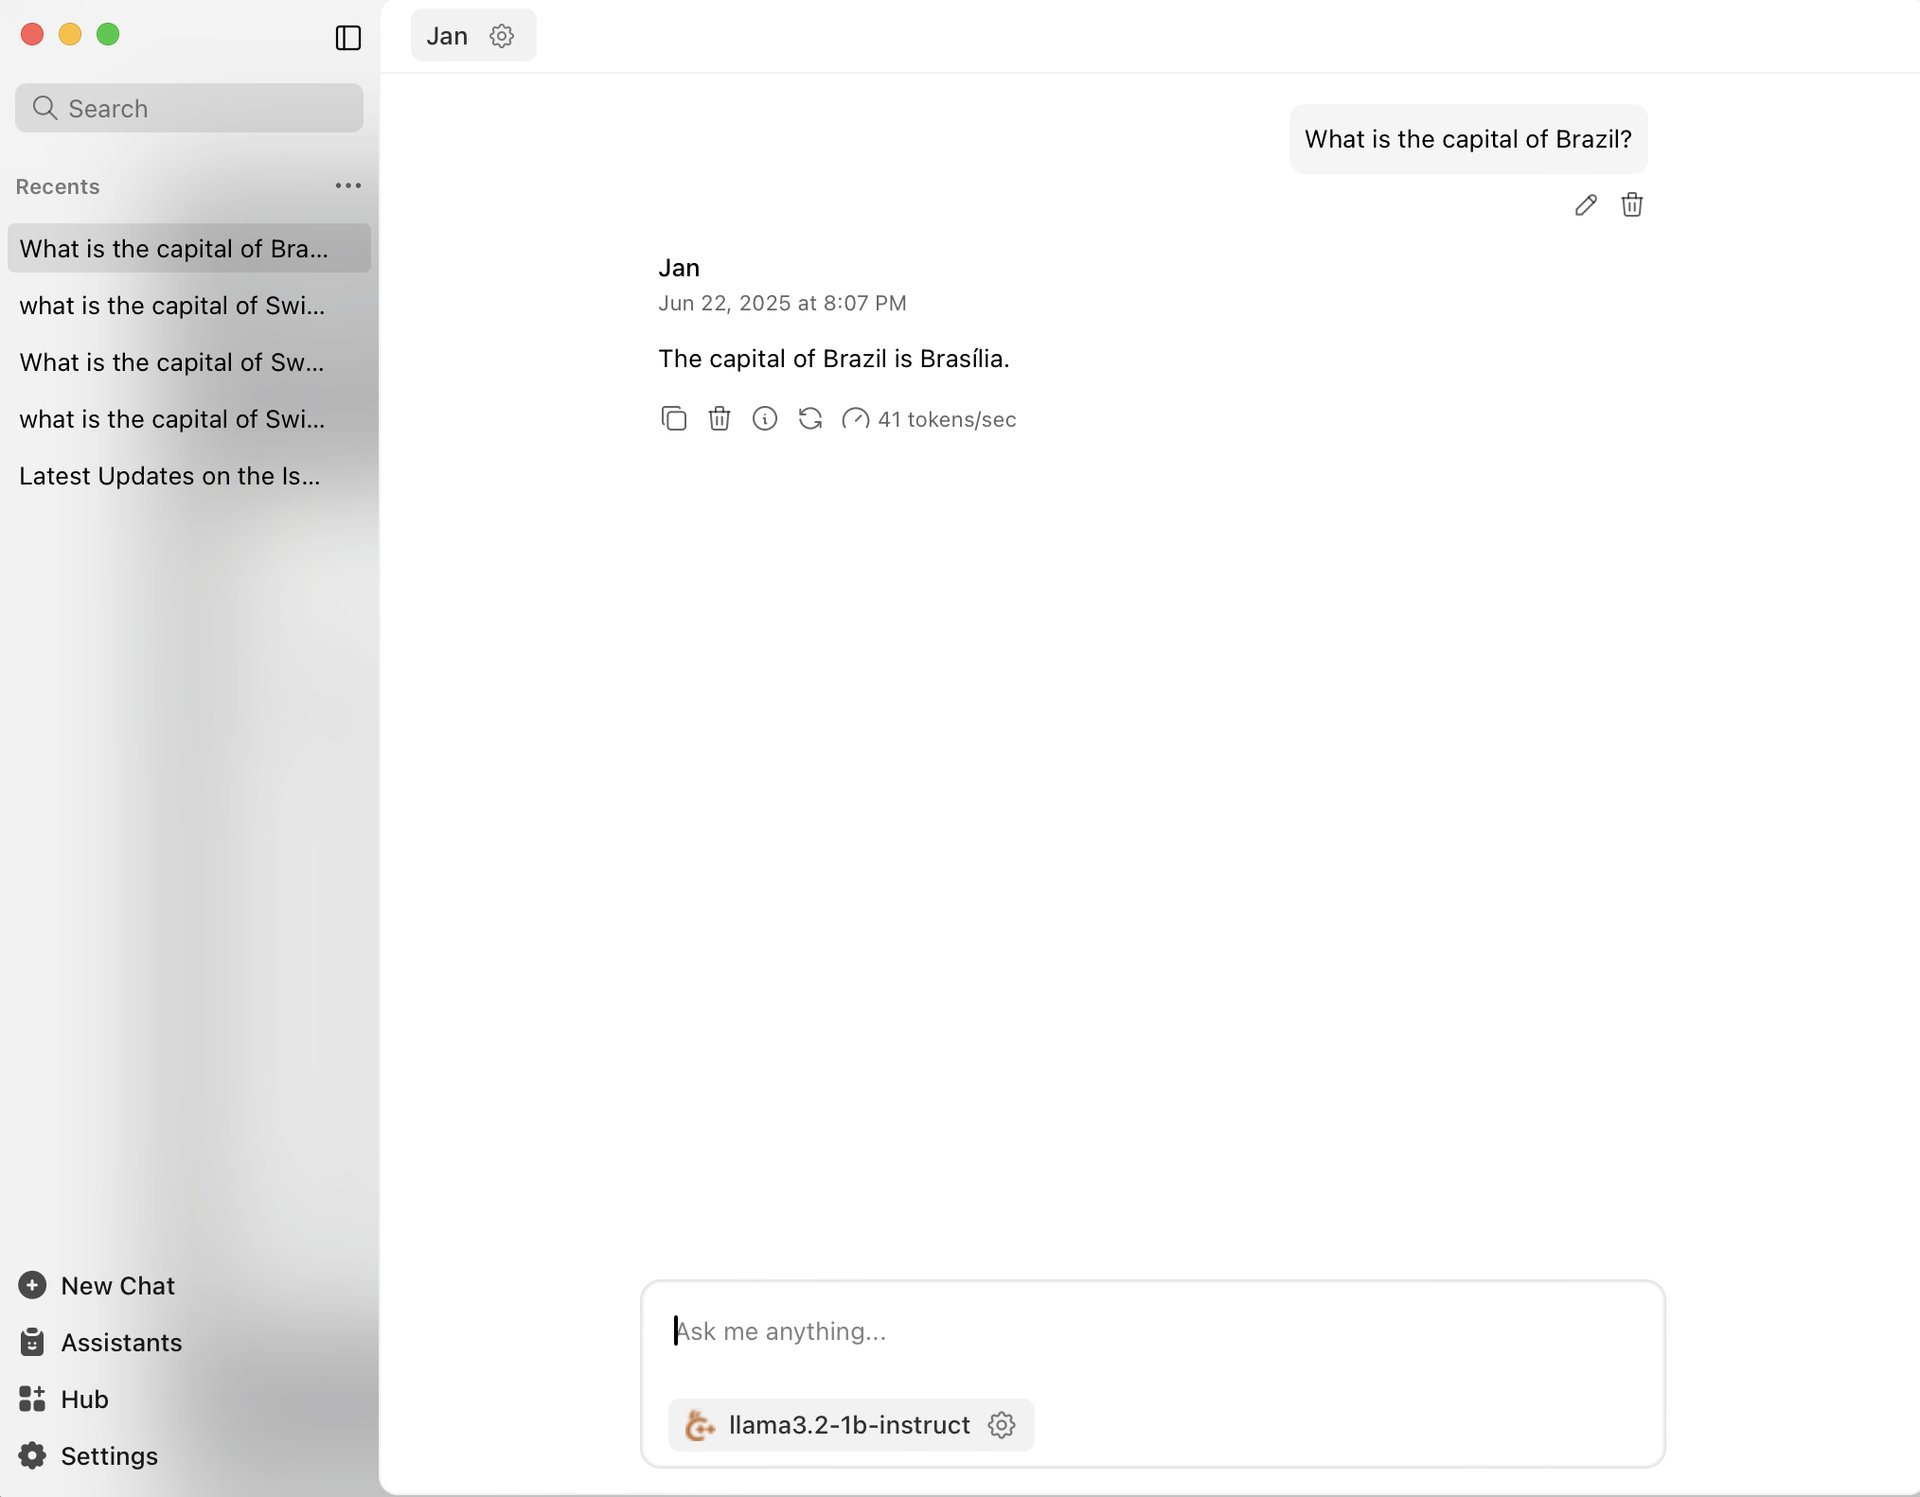 Jan
Search
Recents
What is the capital of Bra...
what is the capital of Swi...
What is the capital of Sw...
what is the capital of Swi...
Latest Updates on the Is...
New Chat
Assistants
Hub
Settings
What is the capital of Brazil?
Jan
Jun 22, 2025 at 8:07 PM
The capital of Brazil is Brasília.
41 tokens/sec
Ask me anything...
llama3.2-1b-instruct